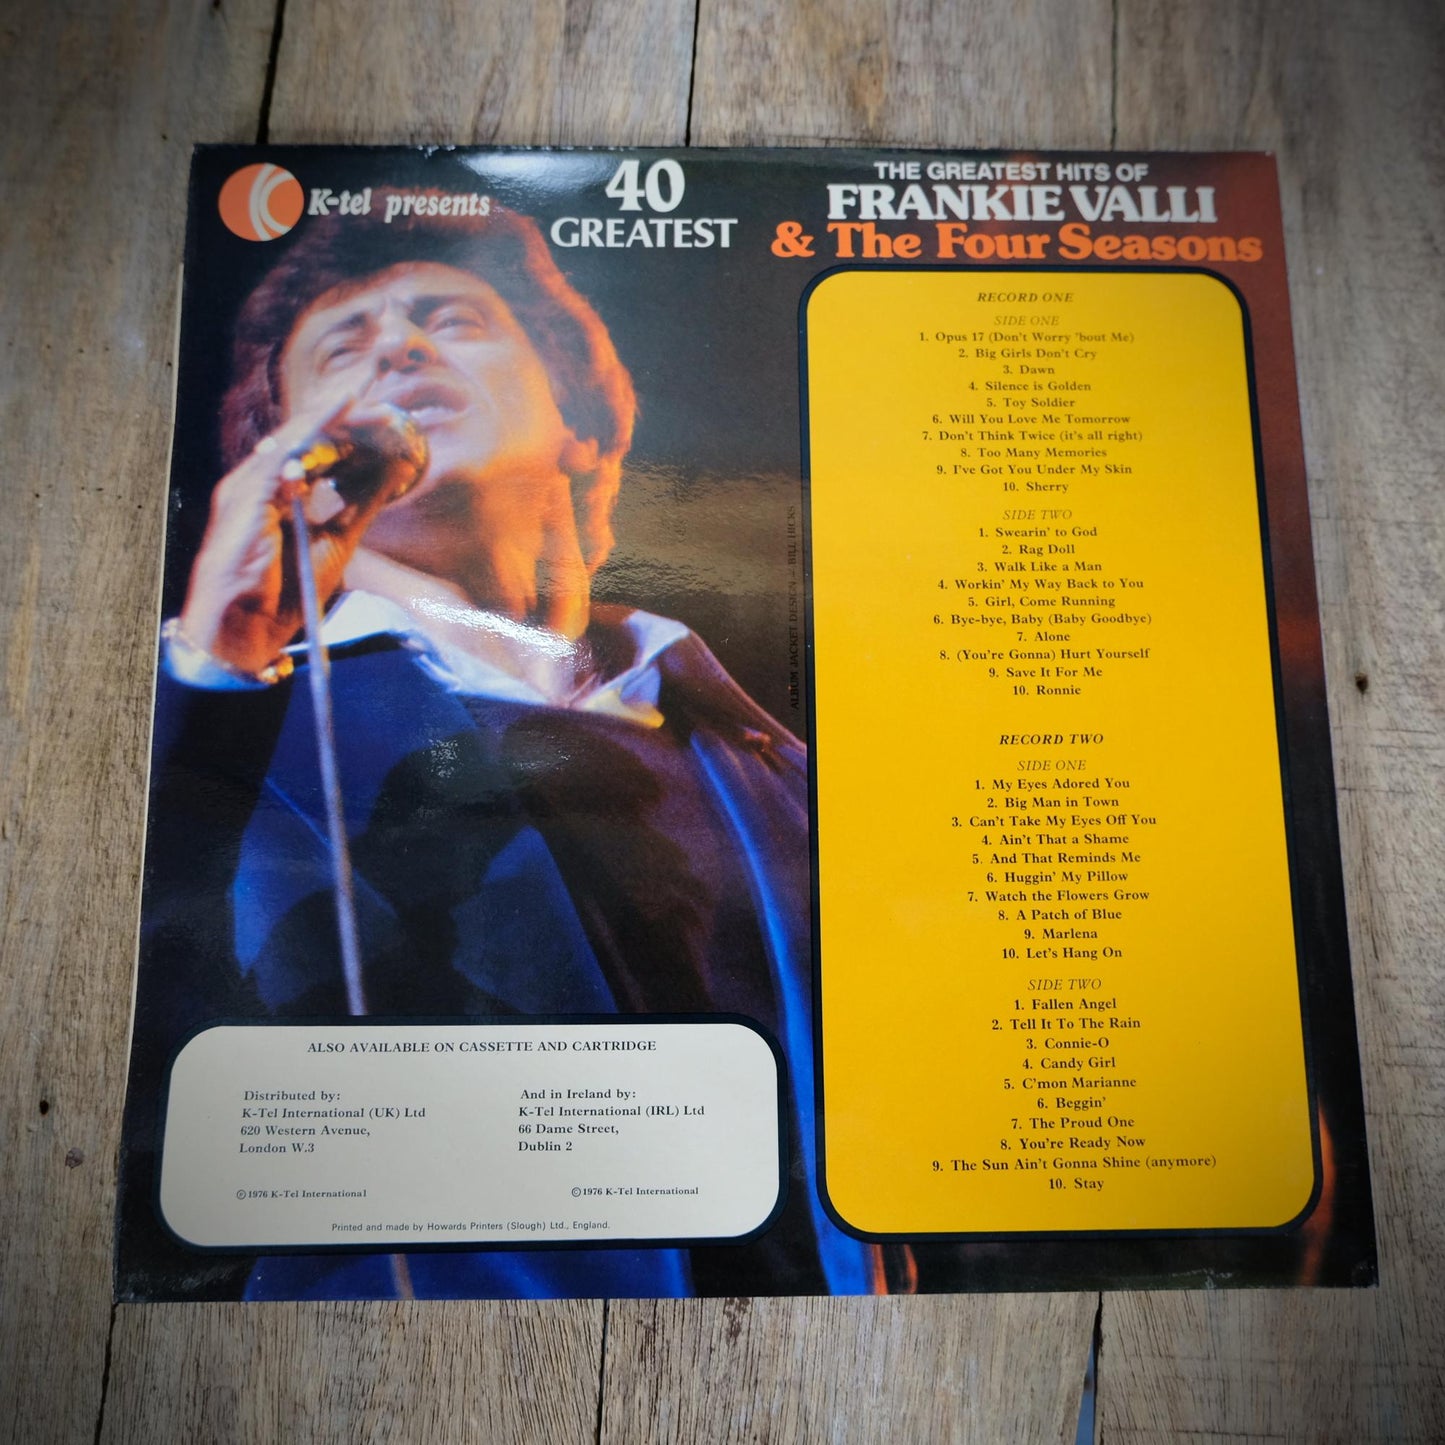 K-tel presents
40
GREATEST
THE GREATEST HITS OF
FRANKIE VALLI
& The Four Seasons
RECORD ONE
SIDE ONE
1. Opus 17 (Don't Worry 'bout Me)
2. Big Girls Don't Cry
3. Dawn
4. Silence is Golden
5. Toy Soldier
6. Will You Love Me Tomorrow
7. Don't Think Twice (it's all right)
8. Too Many Memories
9. I've Got You Under My Skin
10. Sherry
SIDE TWO
1. Swearin' to God
2. Rag Doll
3. Walk Like a Man
4. Workin' My Way Back to You
5. Girl, Come Running
6. Bye-bye, Baby (Baby Goodbye)
7. Alone
8. (You're Gonna) Hurt Yourself
9. Save It For Me
10. Ronnie
RECORD TWO
SIDE ONE
1. My Eyes Adored You
2. Big Man in Town
3. Can't Take My Eyes Off You
4. Ain't That a Shame
5. And That Reminds Me
6. Huggin' My Pillow
7. Watch the Flowers Grow
8. A Patch of Blue
9. Marlena
10. Let's Hang On
SIDE TWO
1. Fallen Angel
2. Tell It To The Rain
3. Connie-O
4. Candy Girl
5. C'mon Marianne
6. Beggin'
7. The Proud One
8. You're Ready Now
9. The Sun Ain't Gonna Shine (anymore)
10. Stay
ALBUM JACKET DESIGN – BILL HICKS
ALSO AVAILABLE ON CASSETTE AND CARTRIDGE
Distributed by:
K-Tel International (UK) Ltd
620 Western Avenue,
London W.3
And in Ireland by:
K-Tel International (IRL) Ltd
66 Dame Street,
Dublin 2
℗ 1976 K-Tel International
© 1976 K-Tel International
Printed and made by Howards Printers (Slough) Ltd., England.